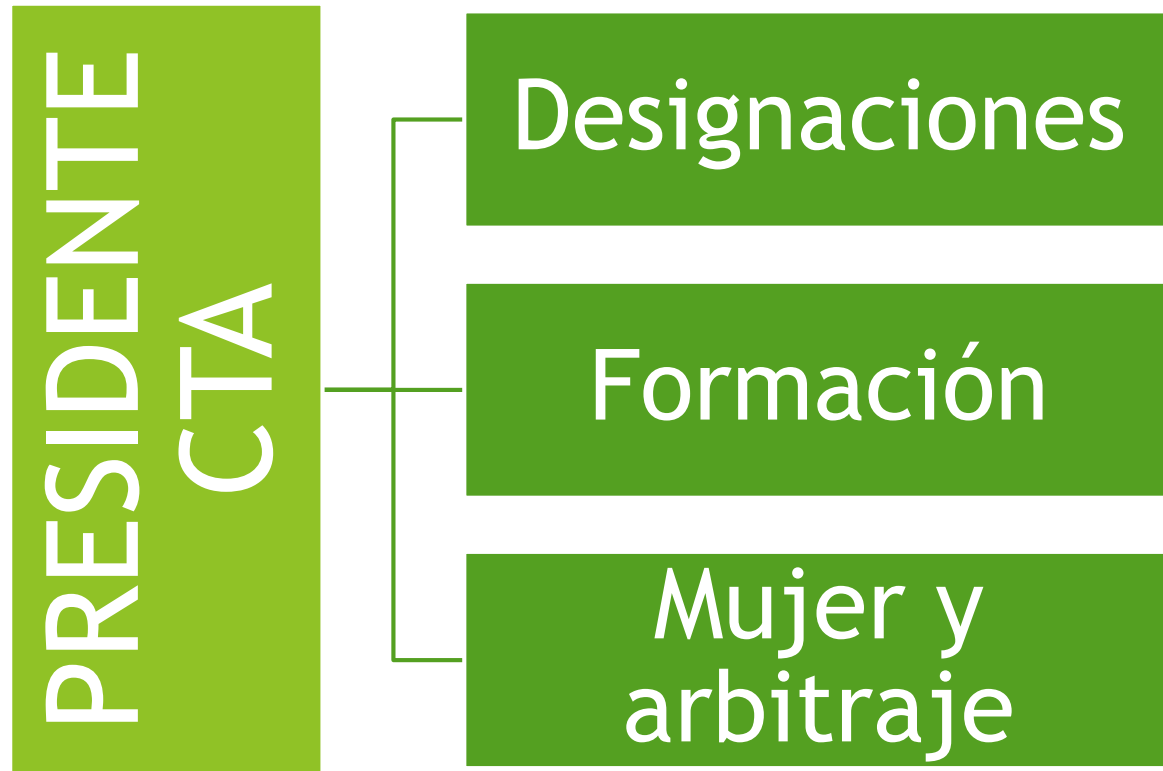 PRESIDENTE
CTA
Designaciones
Formación
Mujer y
arbitraje